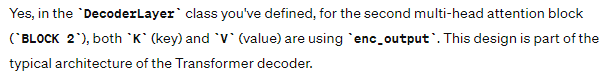 Yes, in the `DecoderLayer` class you've defined, for the second multi-head attention block
(`BLOCK 2`), both `K` (key) and `V` (value) are using `enc_output`. This design is part of the
typical architecture of the Transformer decoder.